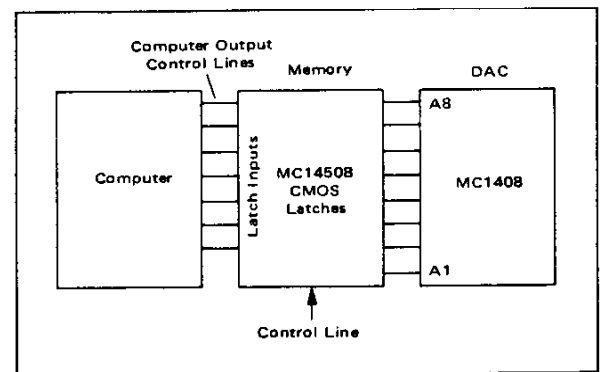 Computer Output
Control Lines
Memory
DAC
Computer
Latch Inputs
MC14508
CMOS
Latches
A8
MC1408
A1
Control Line